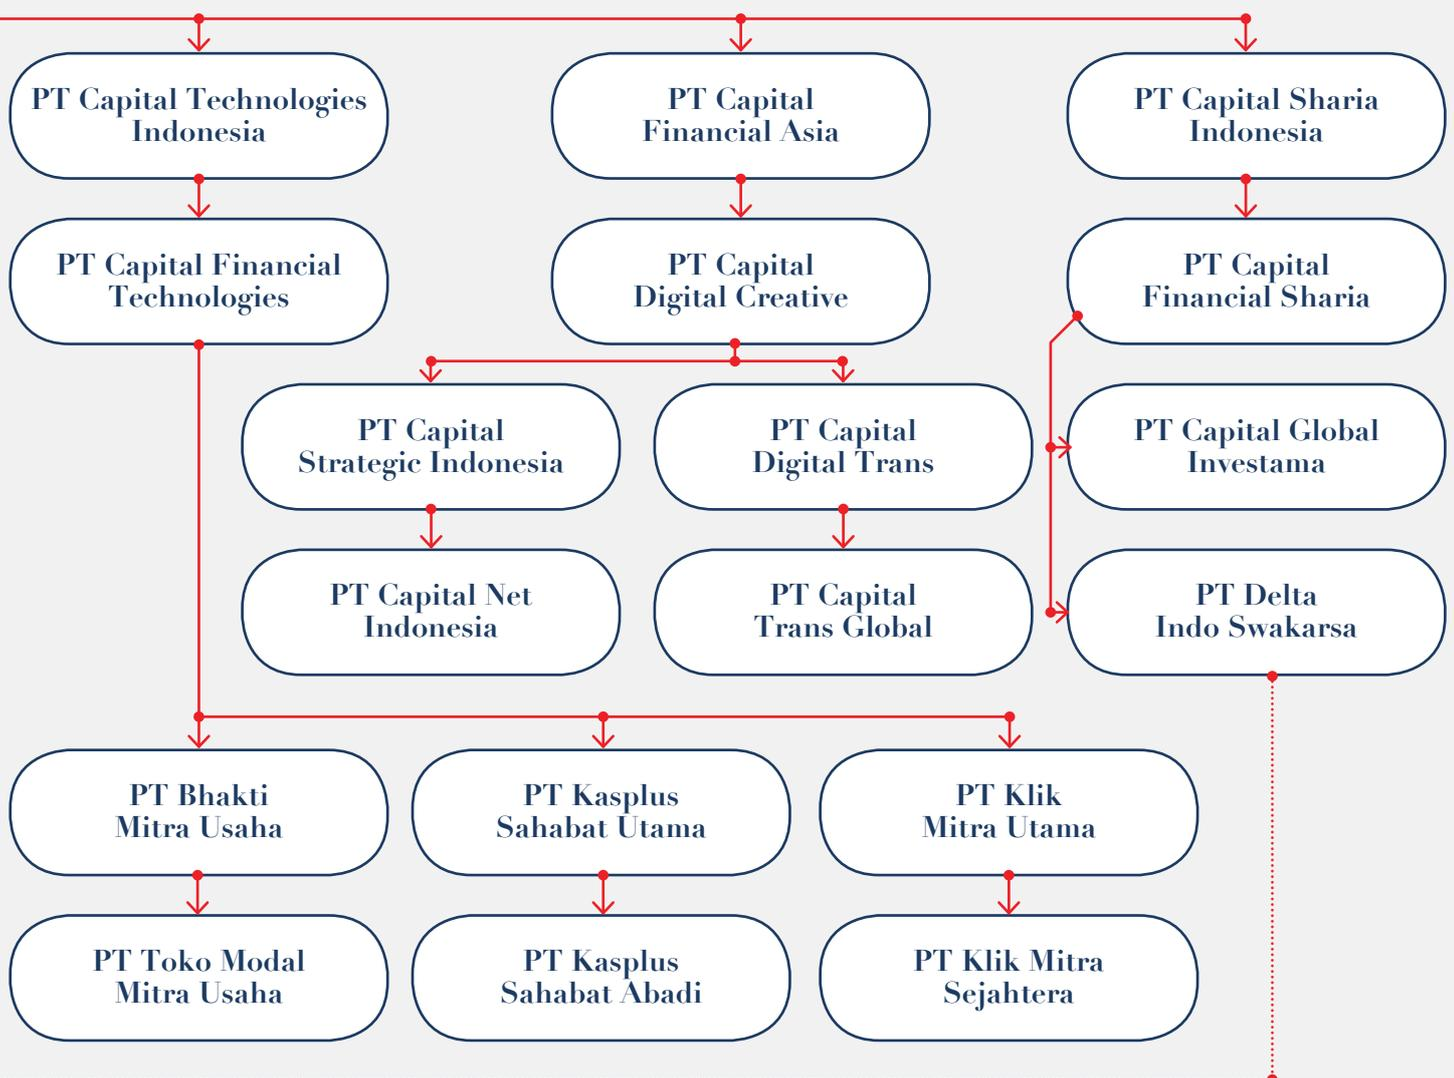 PT Capital Technologies
Indonesia
PT Capital
Financial Asia
PT Capital Sharia
Indonesia
PT Capital Financial
Technologies
PT Capital
Digital Creative
PT Capital
Financial Sharia
PT Capital
Strategic Indonesia
PT Capital
Digital Trans
PT Capital Global
Investama
PT Capital Net
Indonesia
PT Capital
Trans Global
PT Delta
Indo Swakarsa
PT Bhakti
Mitra Usaha
PT Kasplus
Sahabat Utama
PT Klik
Mitra Utama
PT Toko Modal
Mitra Usaha
PT Kasplus
Sahabat Abadi
PT Klik Mitra
Sejahtera